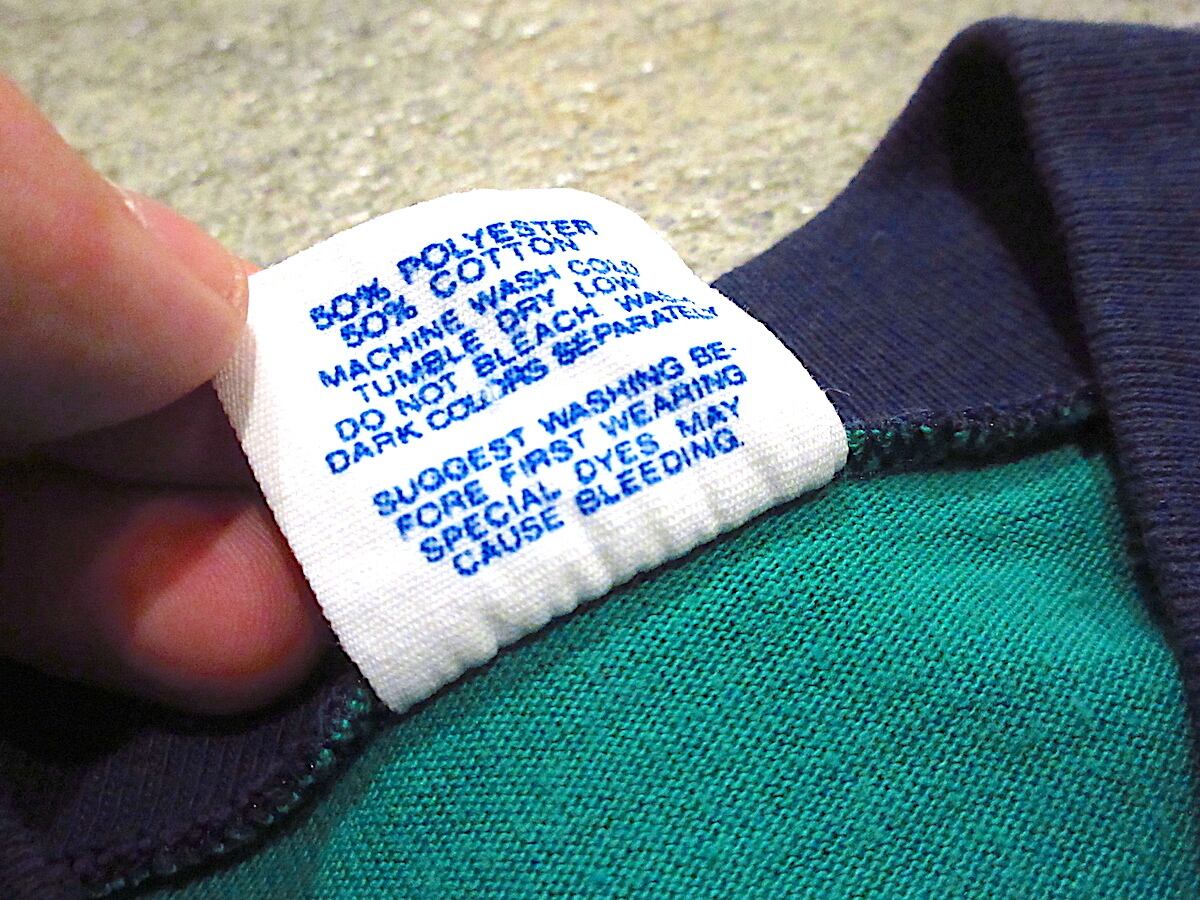 50% POLYESTER
50% COTTON
MACHINE WASH COLD
TUMBLE DRY LOW
DO NOT BLEACH WASH
DARK COLORS SEPARATELY
SUGGEST WASHING BE-
FORE FIRST WEARING
SPECIAL DYES MAY
CAUSE BLEEDING.